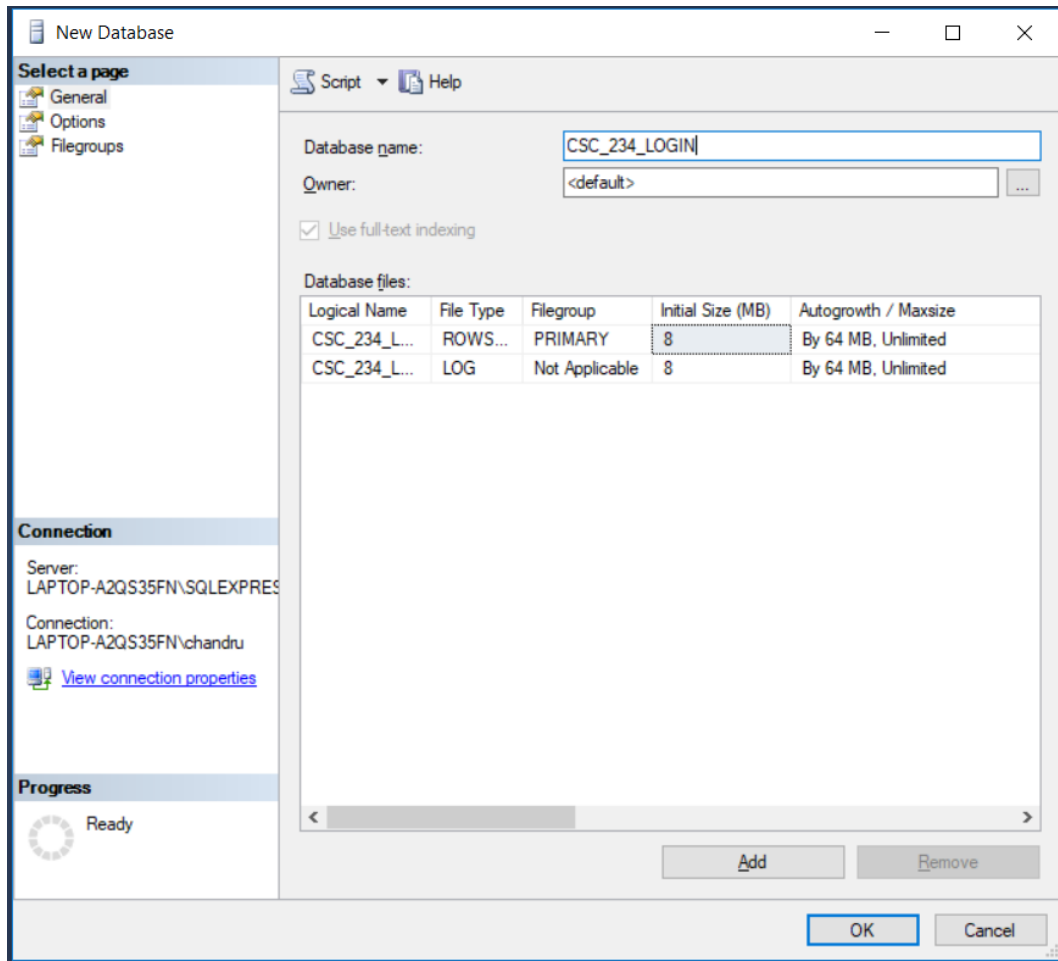 New Database
Select a page
General
Options
Filegroups
Script Help
Database name: CSC_234_LOGIN
Owner: <default> ...
Use full-text indexing
Database files:
Logical Name File Type Filegroup Initial Size (MB) Autogrowth / Maxsize
CSC_234_L... ROWS... PRIMARY 8 By 64 MB, Unlimited
CSC_234_L... LOG Not Applicable 8 By 64 MB, Unlimited
Connection
Server:
LAPTOP-A2QS35FN\SQLEXPRES
Connection:
LAPTOP-A2QS35FN\chandru
View connection properties
Progress
Ready
Add Remove
OK Cancel